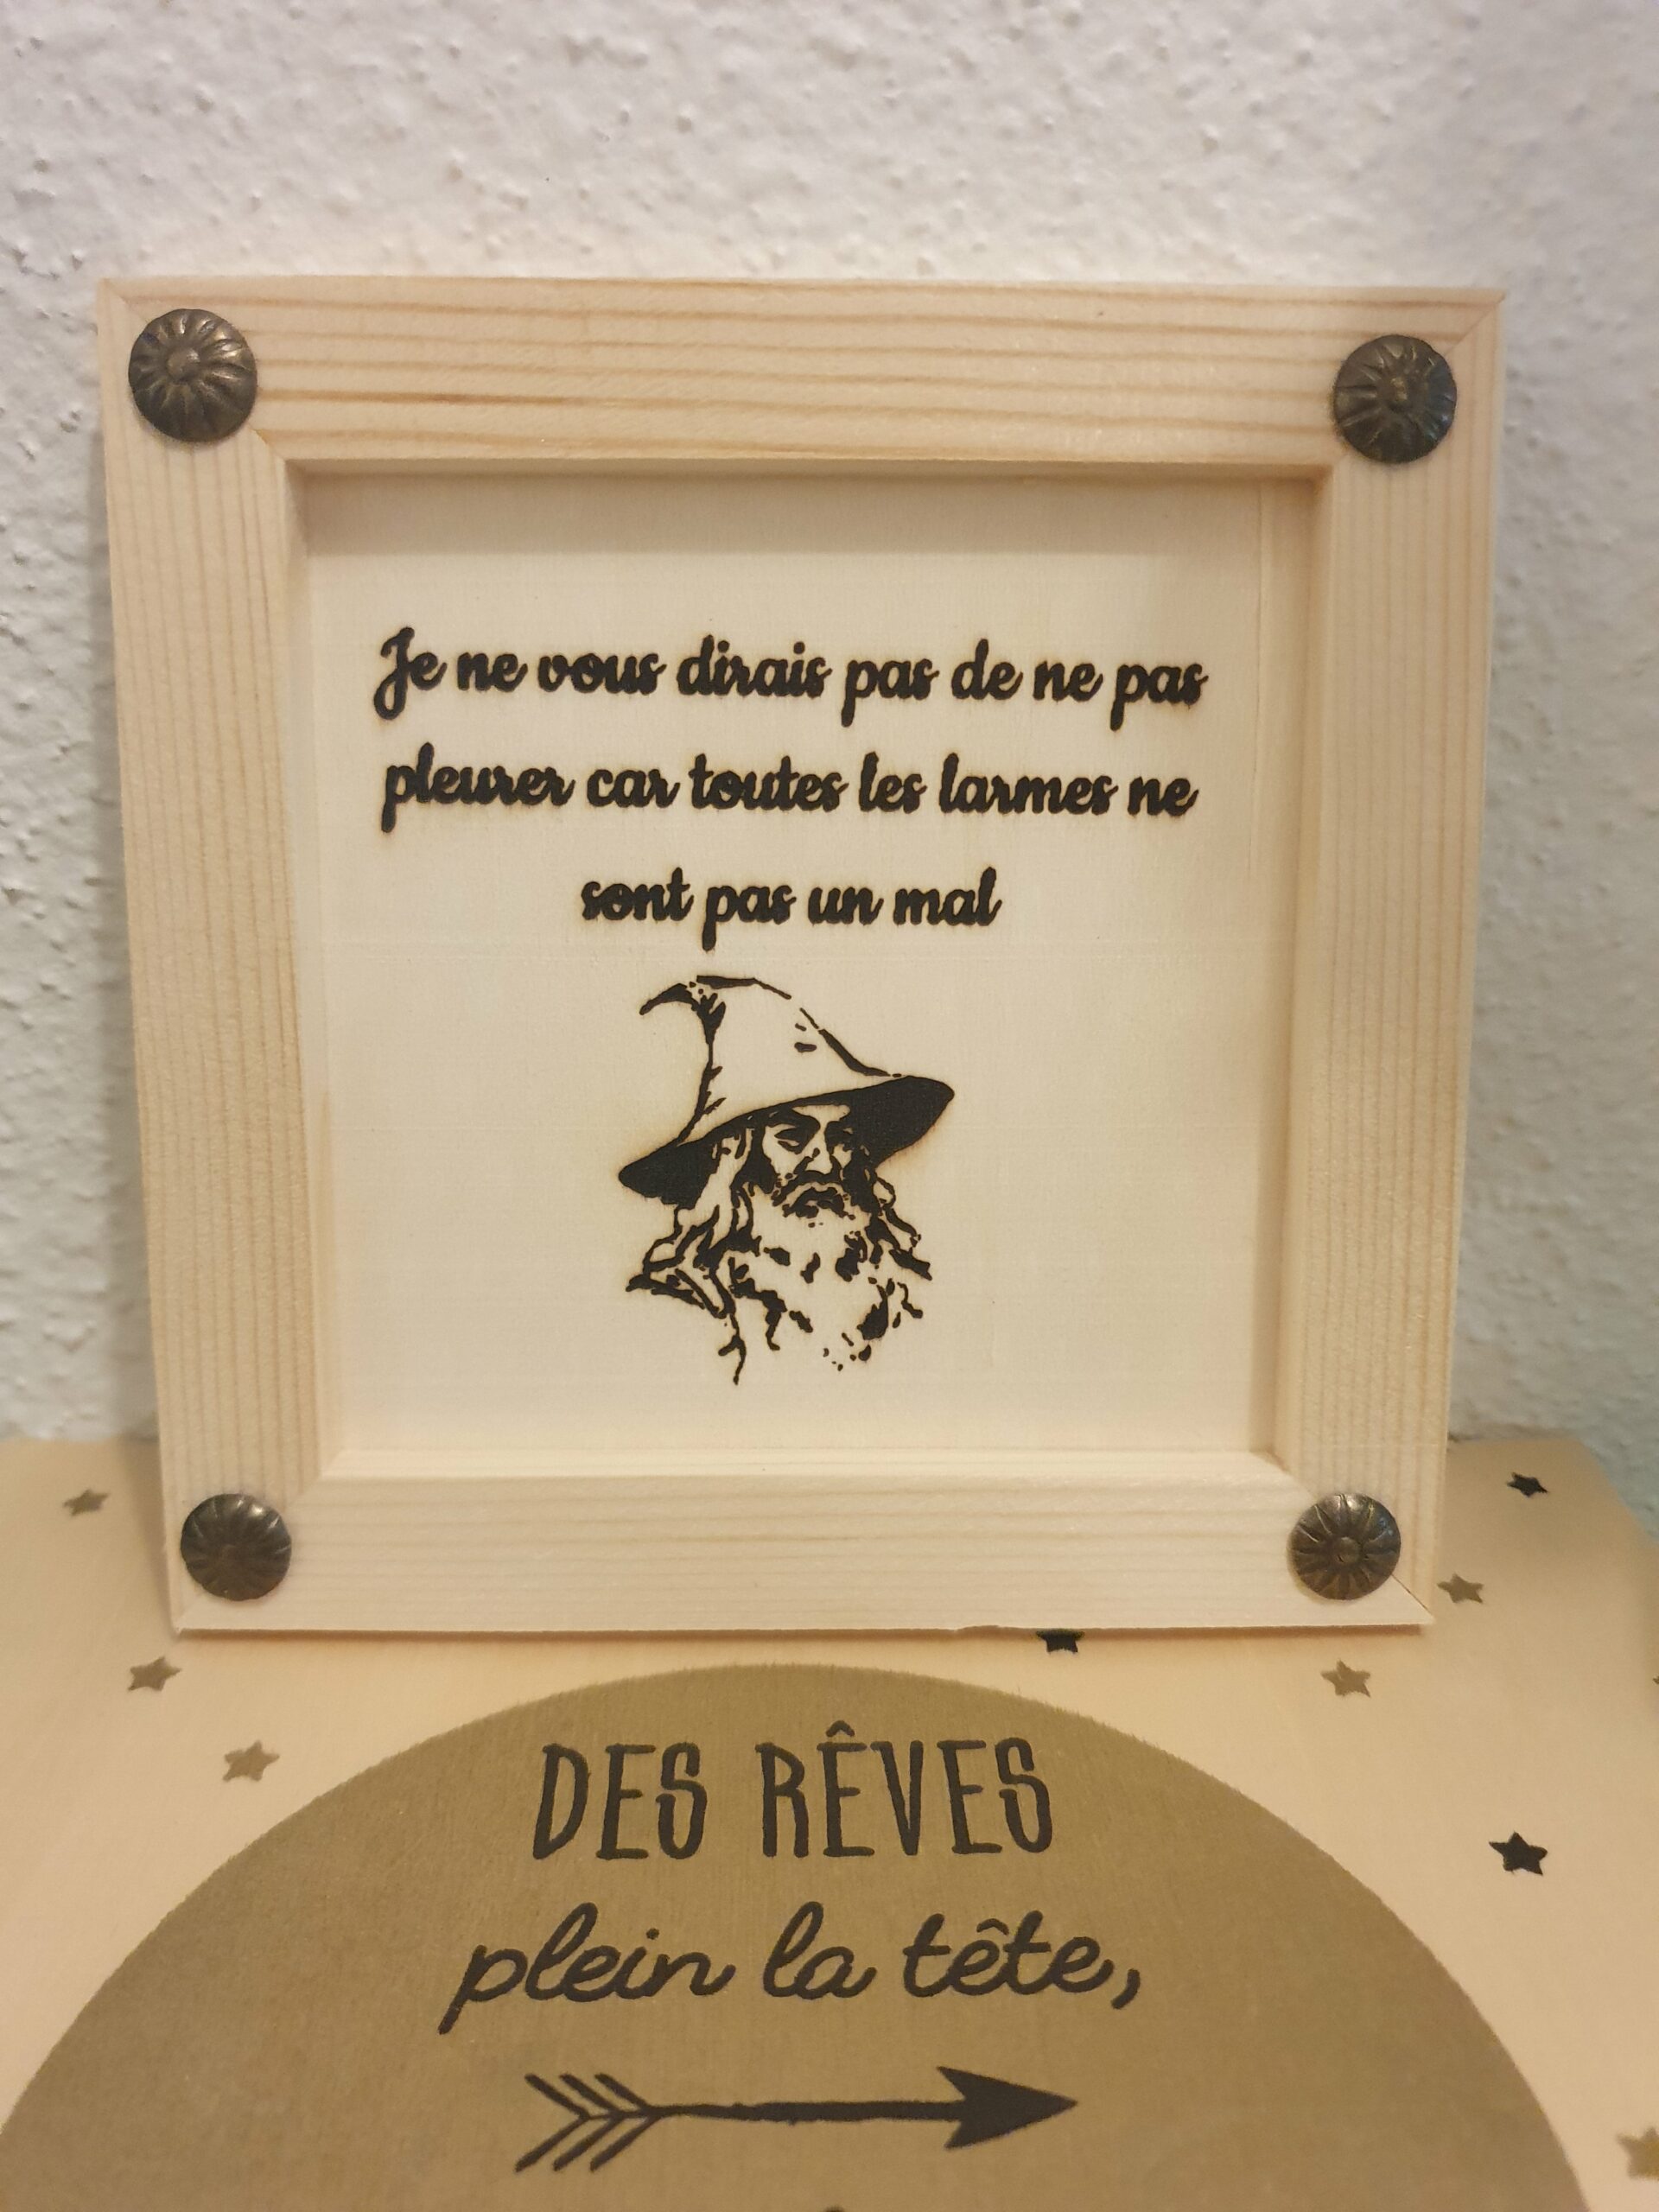 Je ne vous dirais pas de ne pas
pleurer car toutes les larmes ne
sont pas un mal
DES RÊVES
plein la tête,